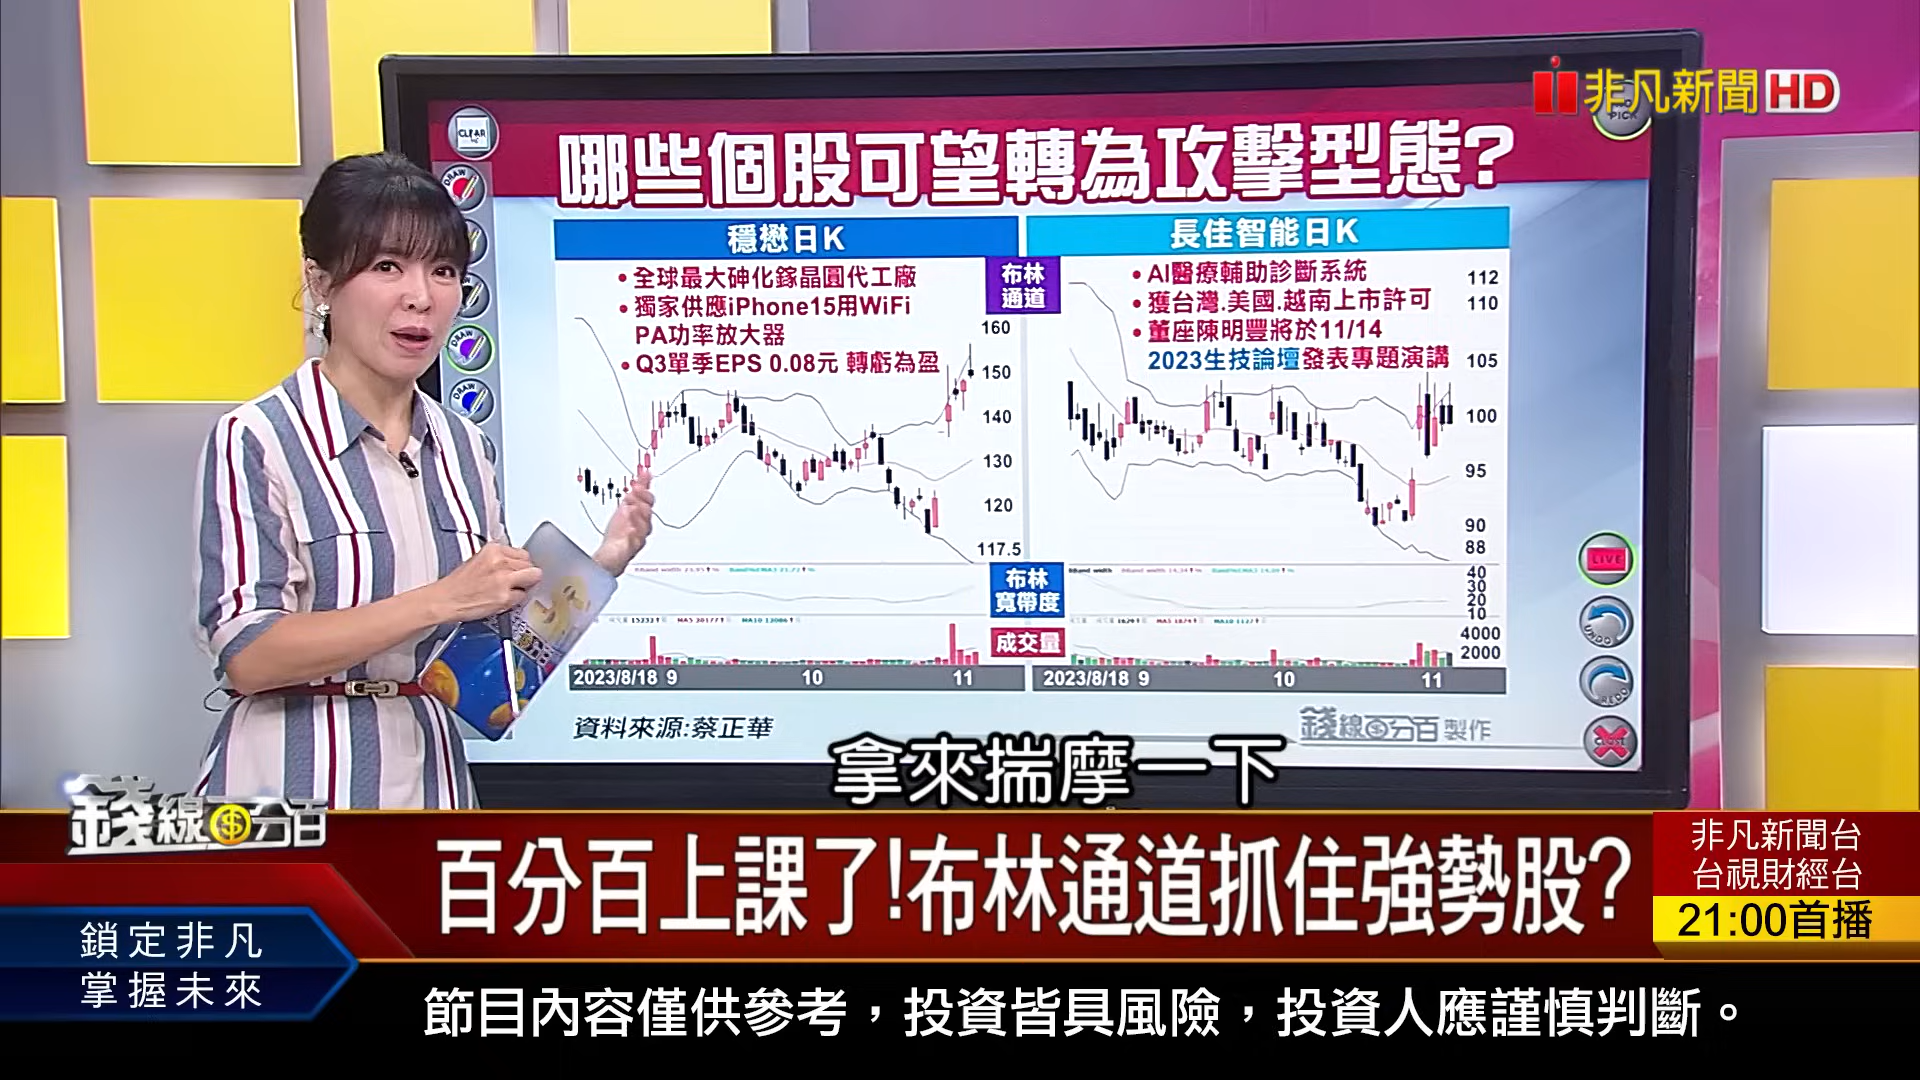 非凡新聞HD
CLEAR
PICK
哪些個股可望轉為攻擊型態?
DRAW
DRAW
DRAW
穩懋日K
•全球最大砷化鎵晶圓代工廠
•獨家供應iPhone15用WiFi
PA功率放大器
•Q3單季EPS 0.08元 轉虧為盈
布林
通道
160
150
140
130
120
117.5
長佳智能日K
•AI醫療輔助診斷系統
•獲台灣.美國.越南上市許可
•董座陳明豐將於11/14
2023生技論壇發表專題演講
112
110
105
100
95
90
88
布林
寬帶度
40
30
20
10
成交量
4000
2000
2023/8/18 9 10 11
2023/8/18 9 10 11
LIVE
UNDO
REDO
CLOSE
資料來源:蔡正華
錢線百分百 製作
拿來揣摩一下
錢線百分百
百分百上課了!布林通道抓住強勢股?
非凡新聞台
台視財經台
21:00首播
鎖定非凡
掌握未來
節目內容僅供參考，投資皆具風險，投資人應謹慎判斷。